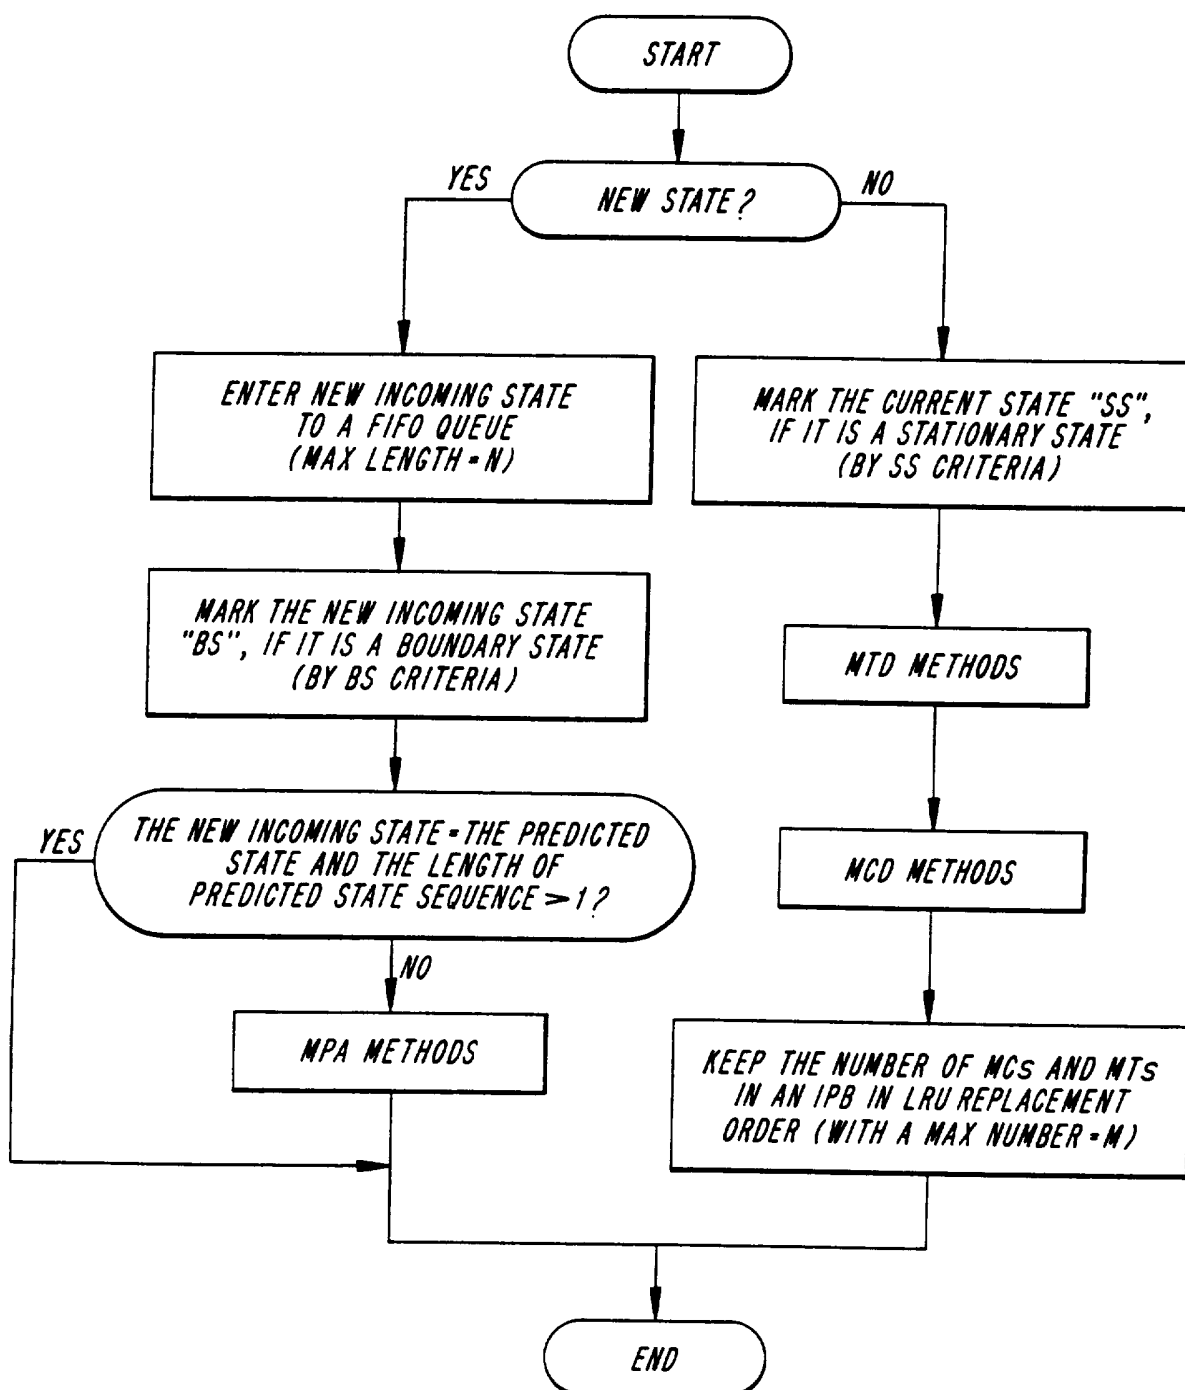 START
NEW STATE?
YES
NO
ENTER NEW INCOMING STATE
TO A FIFO QUEUE
(MAX LENGTH=N)
MARK THE NEW INCOMING STATE
"BS", IF IT IS A BOUNDARY STATE
(BY BS CRITERIA)
THE NEW INCOMING STATE=THE PREDICTED
STATE AND THE LENGTH OF
PREDICTED STATE SEQUENCE >1?
YES
NO
MPA METHODS
MARK THE CURRENT STATE "SS",
IF IT IS A STATIONARY STATE
(BY SS CRITERIA)
MTD METHODS
MCD METHODS
KEEP THE NUMBER OF MCs AND MTs
IN AN IPB IN LRU REPLACEMENT
ORDER (WITH A MAX NUMBER=M)
END